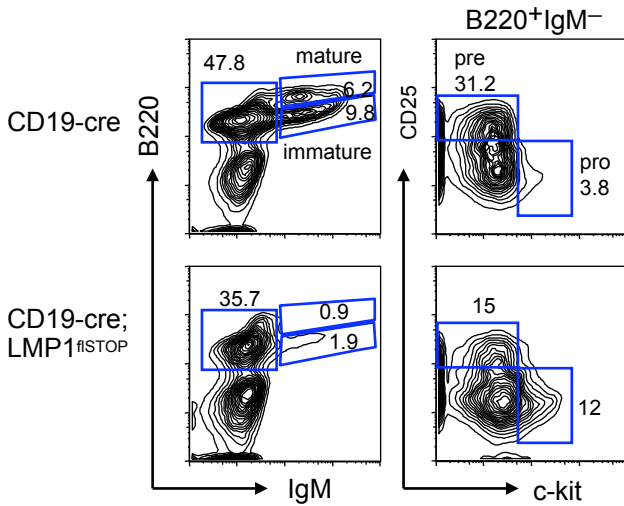 B220⁺IgM⁻
47.8
mature
pre
31.2
6.2
9.8
CD19-cre
B220
CD25
immature
pro
3.8
35.7
0.9
1.9
15
12
CD19-cre;
LMP1ᶠˡˢᵀᴼᴾ
IgM
c-kit